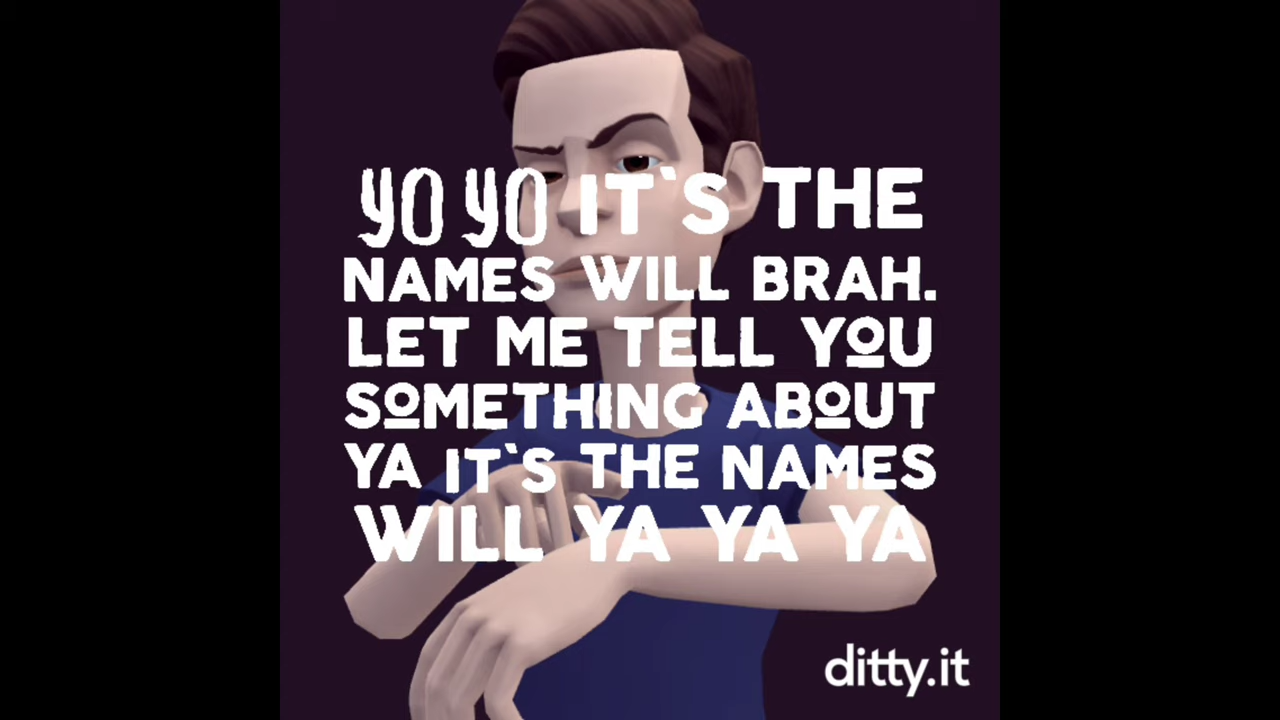 YO YO IT`S THE
NAMES WILL BRAH.
LET ME TELL YOU
SOMETHING ABOUT
YA IT`S THE NAMES
WILL YA YA YA
ditty.it